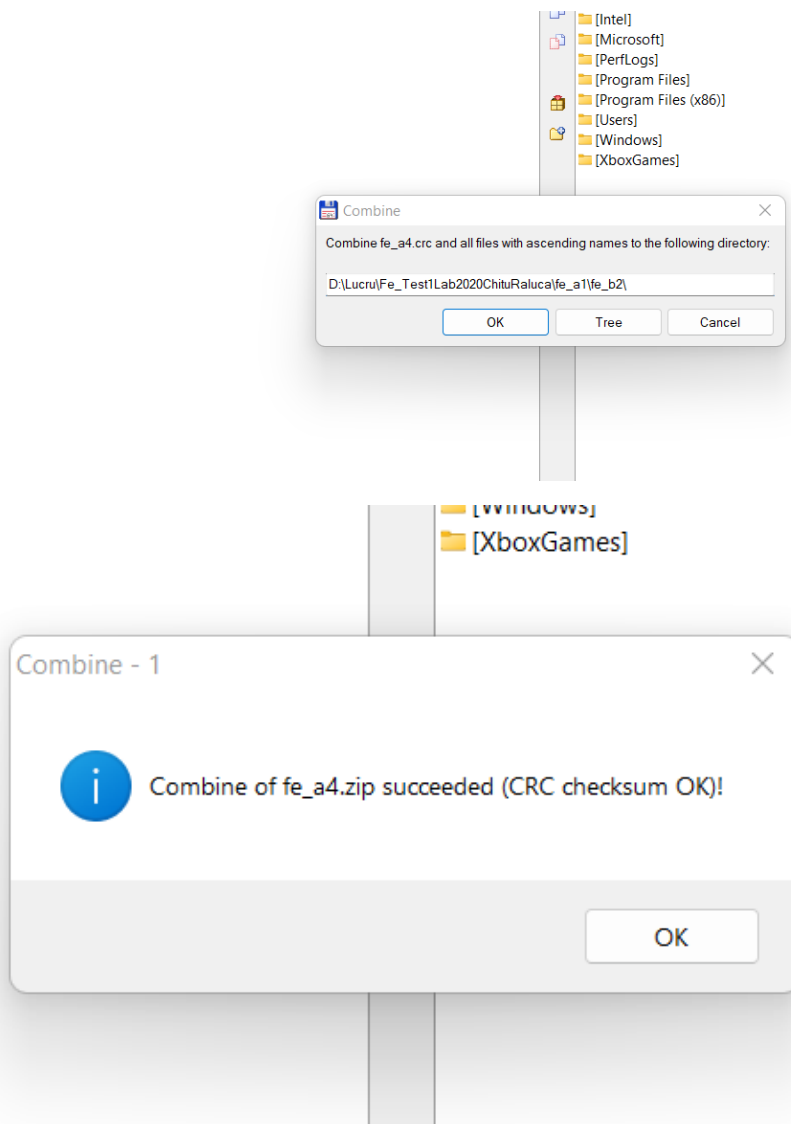 [Intel]
[Microsoft]
[PerfLogs]
[Program Files]
[Program Files (x86)]
[Users]
[Windows]
[XboxGames]
Combine
Combine fe_a4.crc and all files with ascending names to the following directory:
D:\Lucru\Fe_Test1Lab2020ChituRaluca\fe_a1\fe_b2\
OK Tree Cancel
[Windows]
[XboxGames]
Combine - 1
Combine of fe_a4.zip succeeded (CRC checksum OK)!
OK